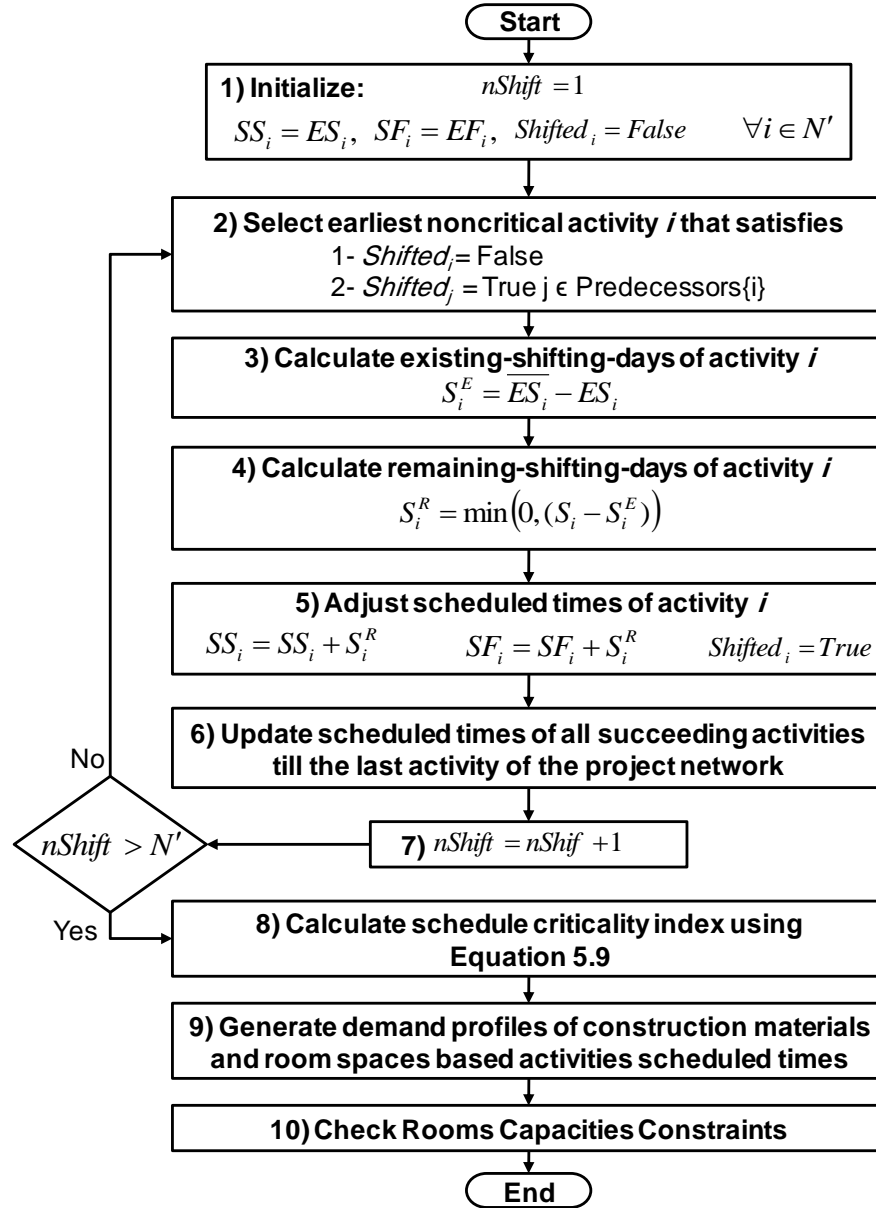 Start
1) Initialize: nShift = 1
SS_i = ES_i, SF_i = EF_i, Shifted_i = False ∀i ∈ N′
2) Select earliest noncritical activity i that satisfies
1- Shifted_i = False
2- Shifted_j = True j ϵ Predecessors{i}
3) Calculate existing-shifting-days of activity i
S_i^E = \overline{ES_i} − ES_i
4) Calculate remaining-shifting-days of activity i
S_i^R = min(0, (S_i − S_i^E))
5) Adjust scheduled times of activity i
SS_i = SS_i + S_i^R SF_i = SF_i + S_i^R Shifted_i = True
6) Update scheduled times of all succeeding activities
till the last activity of the project network
7) nShift = nShif +1
nShift > N′
No
Yes
8) Calculate schedule criticality index using
Equation 5.9
9) Generate demand profiles of construction materials
and room spaces based activities scheduled times
10) Check Rooms Capacities Constraints
End